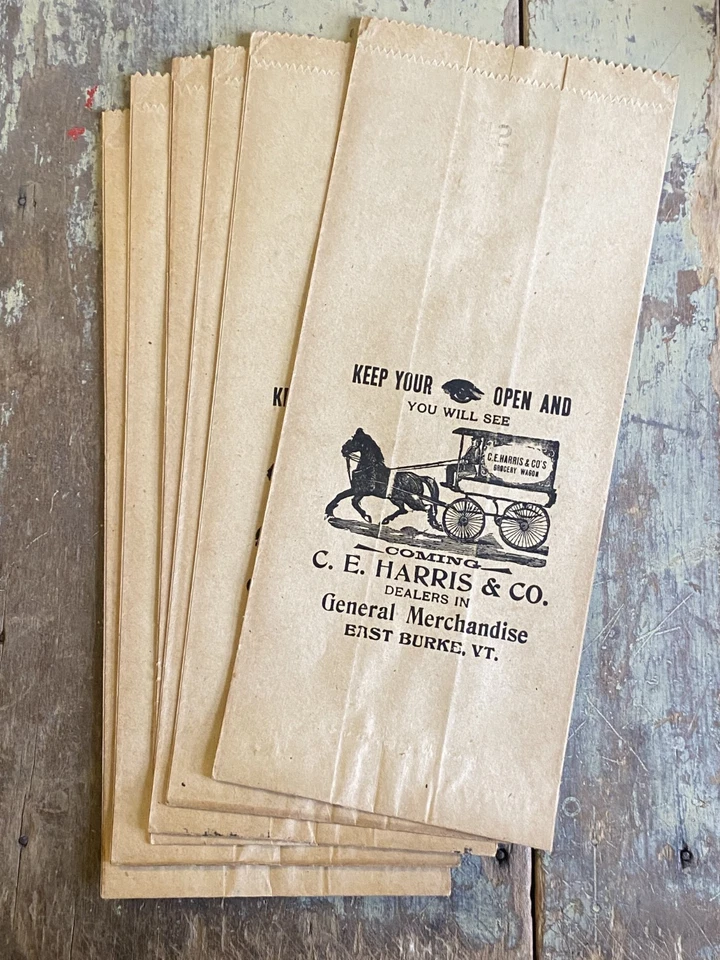 KEEP YOUR OPEN AND
YOU WILL SEE
C.E.HARRIS & CO'S
GROCERY WAGON
COMING
C. E. HARRIS & CO.
DEALERS IN
General Merchandise
EAST BURKE, VT.